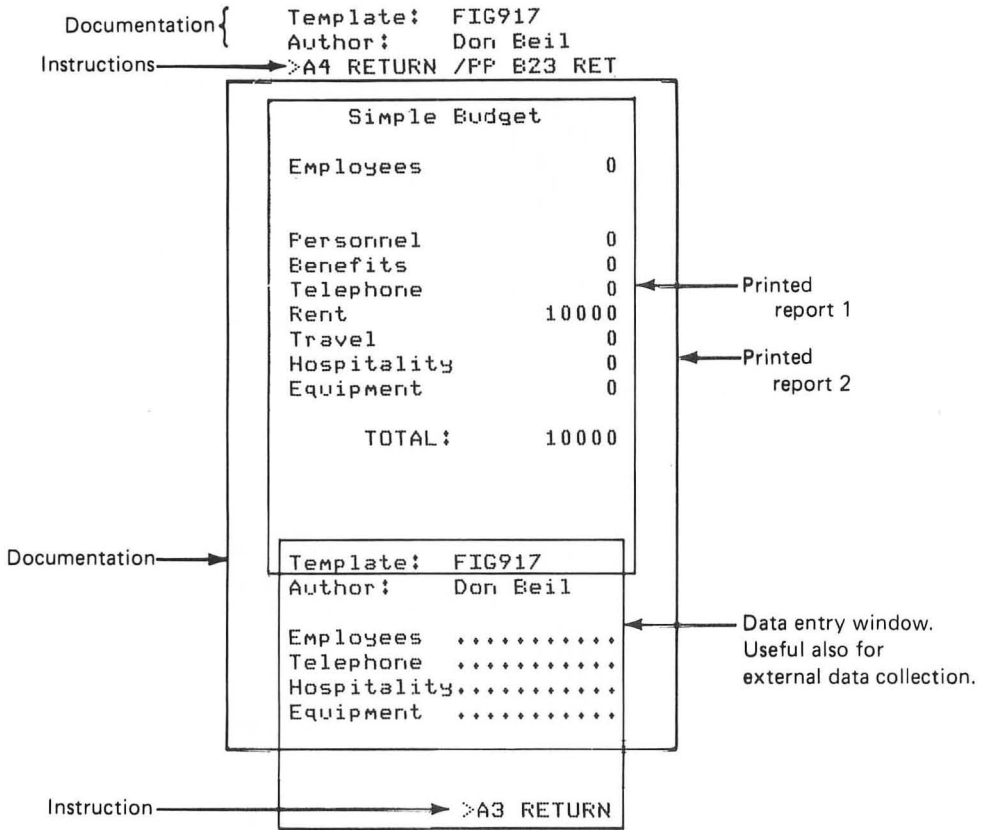 Documentation{
Template: FIG917
Author: Don Beil
Instructions
>A4 RETURN /PP B23 RET
Simple Budget
Employees 0
Personnel 0
Benefits 0
Telephone 0
Rent 10000
Travel 0
Hospitality 0
Equipment 0
TOTAL: 10000
Printed
report 1
Printed
report 2
Documentation
Template: FIG917
Author: Don Beil
Employees ...........
Telephone ...........
Hospitality...........
Equipment ...........
Data entry window.
Useful also for
external data collection.
Instruction
>A3 RETURN